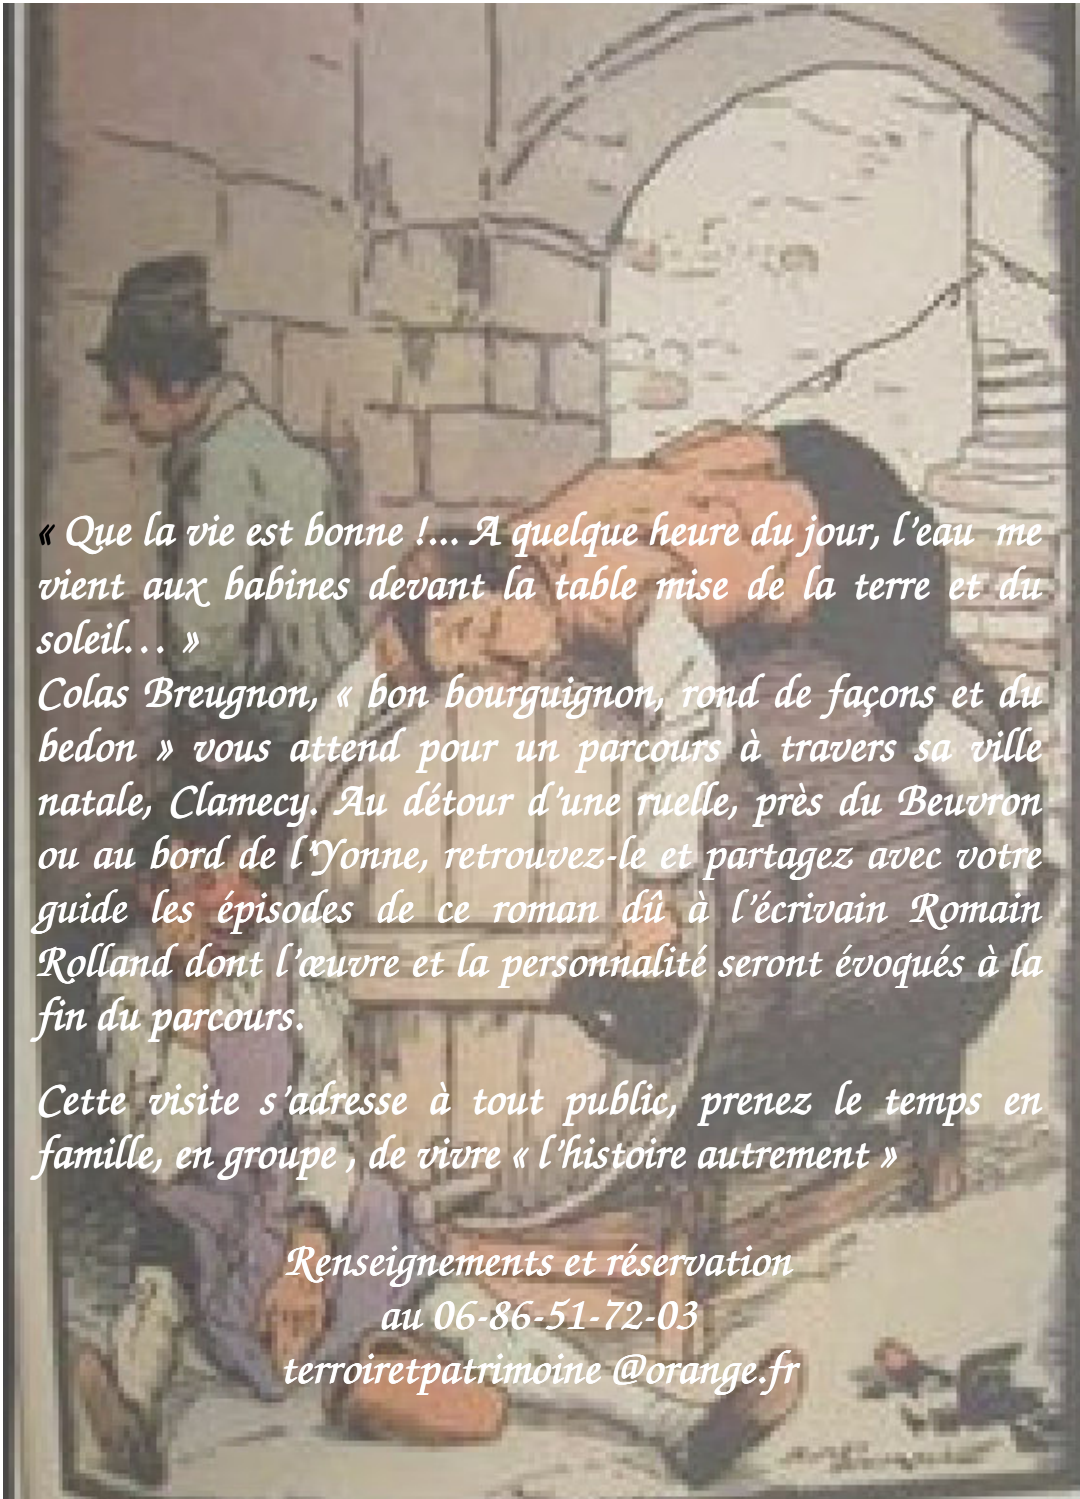 « Que la vie est bonne !... A quelque heure du jour, l’eau me
vient aux babines devant la table mise de la terre et du
soleil… »
Colas Breugnon, « bon bourguignon, rond de façons et du
bedon » vous attend pour un parcours à travers sa ville
natale, Clamecy. Au détour d’une ruelle, près du Beuvron
ou au bord de l’Yonne, retrouvez-le et partagez avec votre
guide les épisodes de ce roman dû à l’écrivain Romain
Rolland dont l’œuvre et la personnalité seront évoqués à la
fin du parcours.
Cette visite s’adresse à tout public, prenez le temps en
famille, en groupe , de vivre « l’histoire autrement »
Renseignements et réservation
au 06-86-51-72-03
terroiretpatrimoine @orange.fr